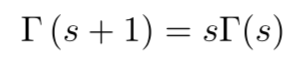 Γ (s + 1) = sΓ(s)